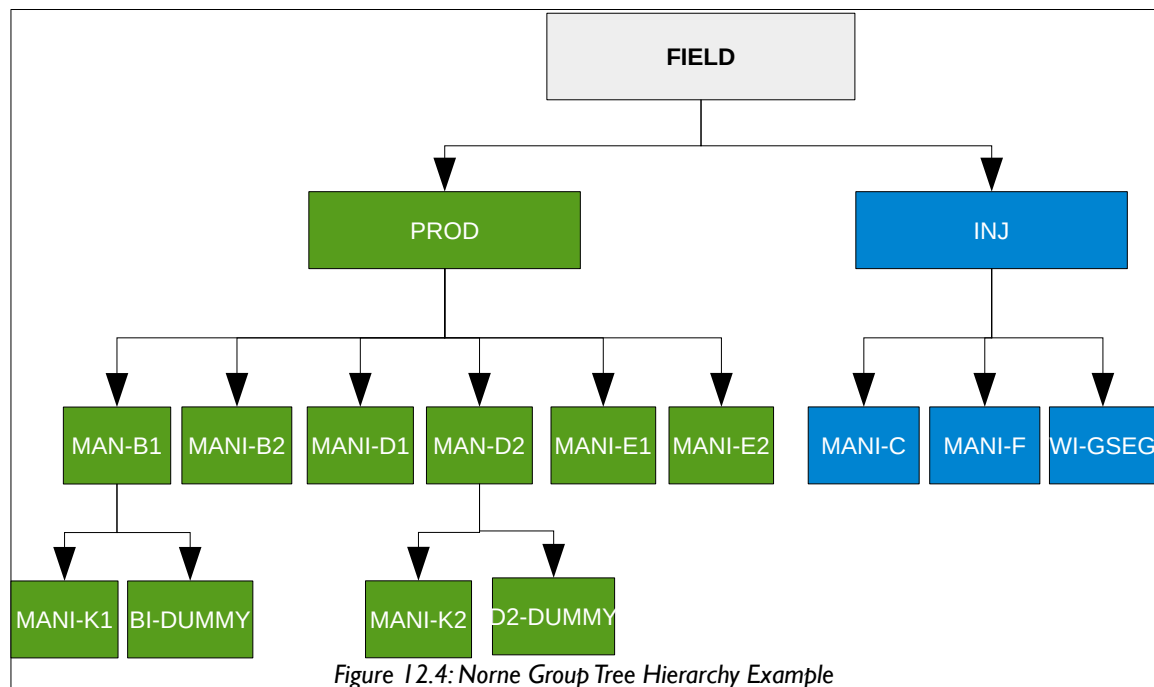 FIELD
PROD
INJ
MAN-B1
MANI-B2
MANI-D1
MAN-D2
MANI-E1
MANI-E2
MANI-C
MANI-F
WI-GSEG
MANI-K1
BI-DUMMY
MANI-K2
D2-DUMMY
Figure 12.4: Norne Group Tree Hierarchy Example